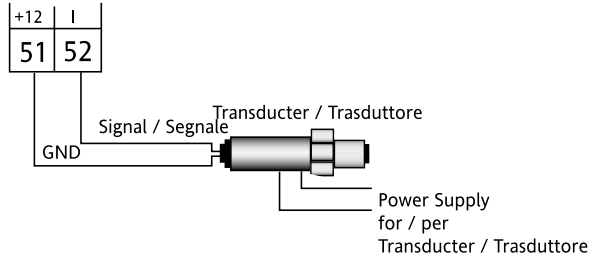 +12 I
51 52
Transducter / Trasduttore
Signal / Segnale
GND
Power Supply
for / per
Transducter / Trasduttore